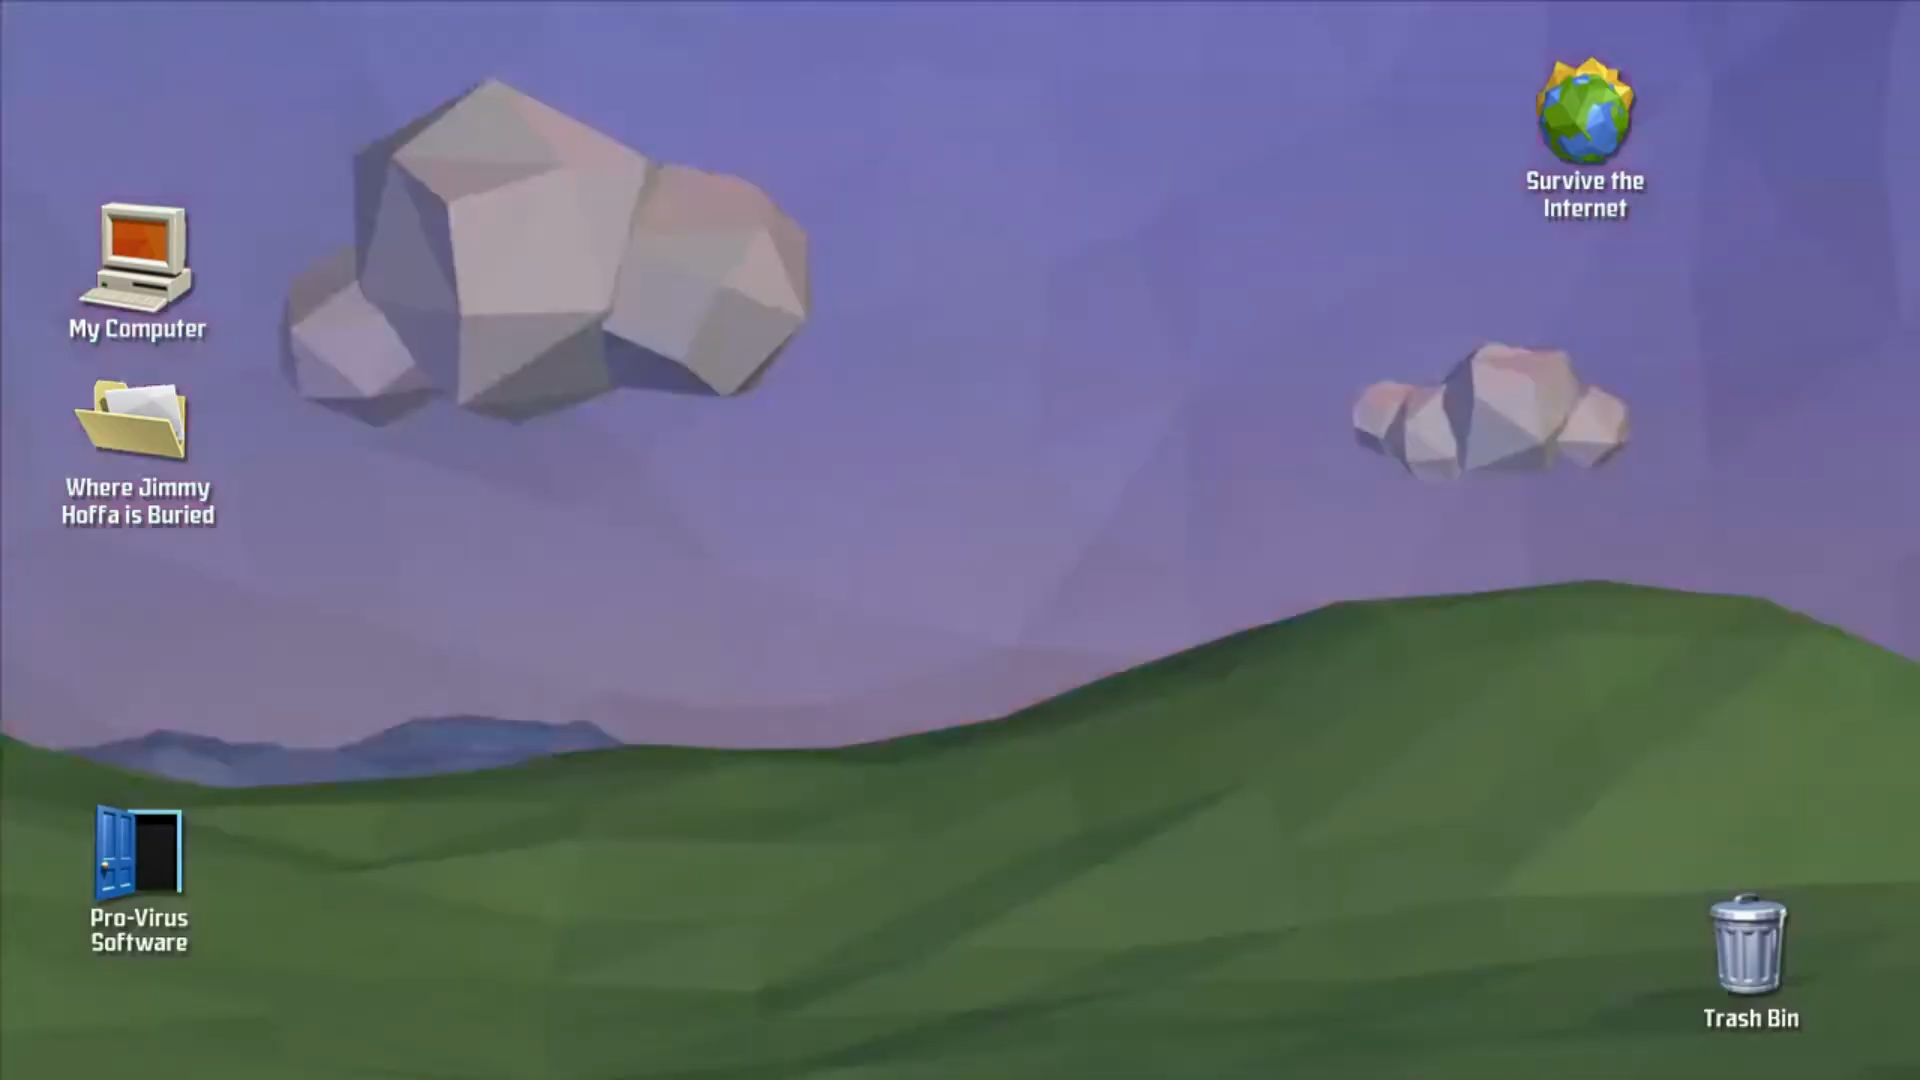 Survive the
Internet
My Computer
Where Jimmy
Hoffa is Buried
Pro-Virus
Software
Trash Bin